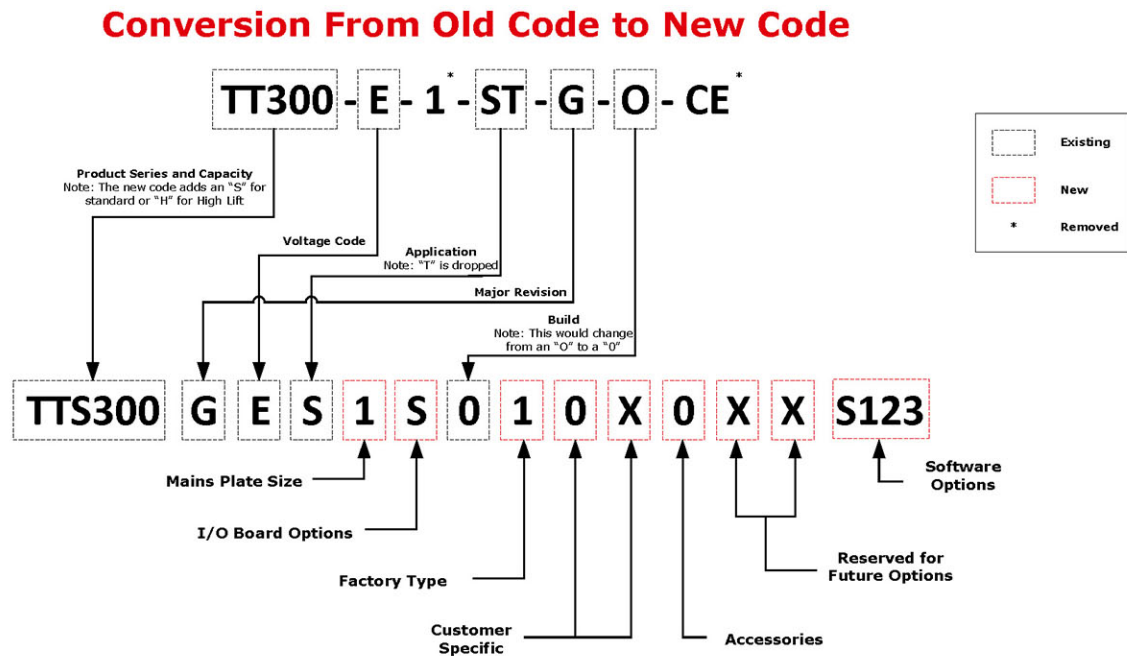 Conversion From Old Code to New Code
TT300 - E - 1* - ST - G - O - CE*
Existing
New
* Removed
Product Series and Capacity
Note: The new code adds an “S” for
standard or “H” for High Lift
Voltage Code
Application
Note: “T” is dropped
Major Revision
Build
Note: This would change
from an “O” to a “0”
TTS300 G E S 1 S 0 1 0 X 0 X X S123
Mains Plate Size
I/O Board Options
Factory Type
Customer
Specific
Accessories
Reserved for
Future Options
Software
Options